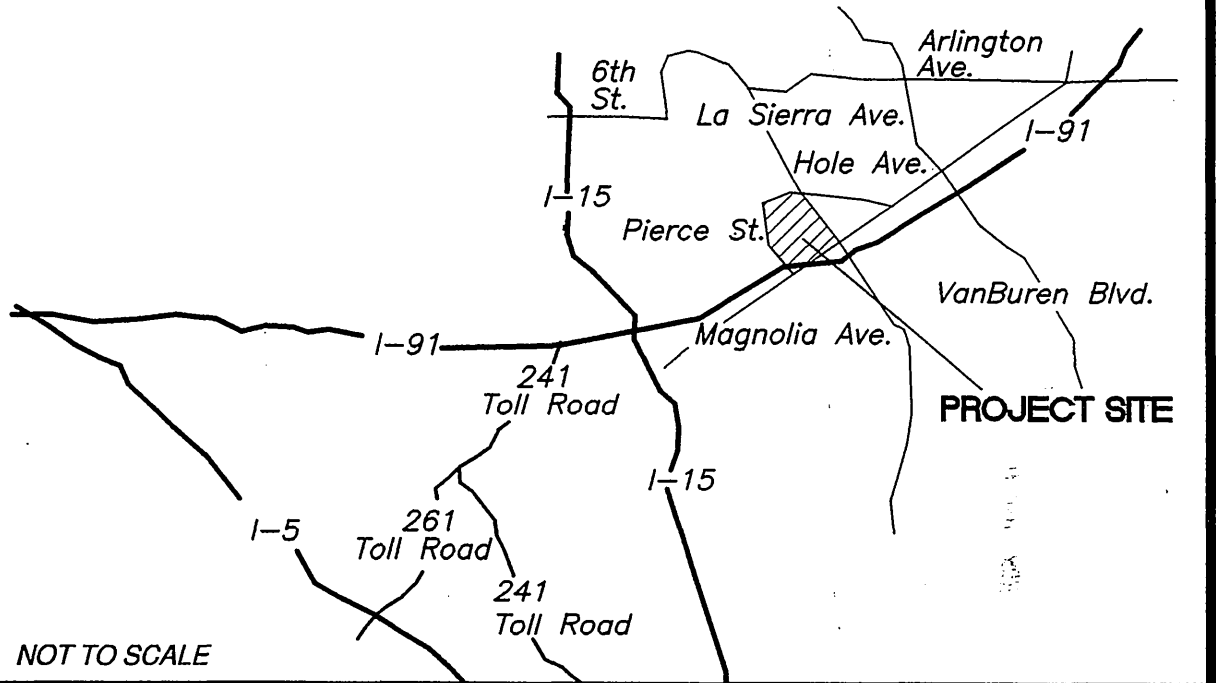 Arlington
Ave.
6th
St.
La Sierra Ave.
I-91
Hole Ave.
I-15
Pierce St.
VanBuren Blvd.
Magnolia Ave.
I-91
241
Toll Road
PROJECT SITE
I-15
261
Toll Road
I-5
241
Toll Road
NOT TO SCALE